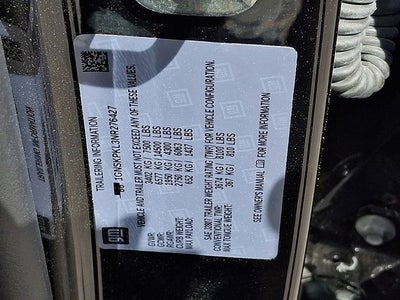 TRAILERING INFORMATION
1GNSKPKL3NR276427
VEHICLE AND TRAILER MUST NOT EXCEED ANY OF THESE VALUES.
GVWR: 3402 KG / 7500 LBS
GCWR: 6577 KG / 14500 LBS
RGAWR: 1950 KG / 4300 LBS
CURB WEIGHT: 2750 KG / 6063 LBS
MAX PAYLOAD: 652 KG / 1437 LBS
SAE J2807 TRAILER WEIGHT RATING (TWR) FOR VEHICLE CONFIGURATION.
CONVENTIONAL TWR: 3674 KG / 8100 LBS
MAX TONGUE WEIGHT: 367 KG / 810 LBS
SEE OWNER'S MANUAL FOR MORE INFORMATION
gm